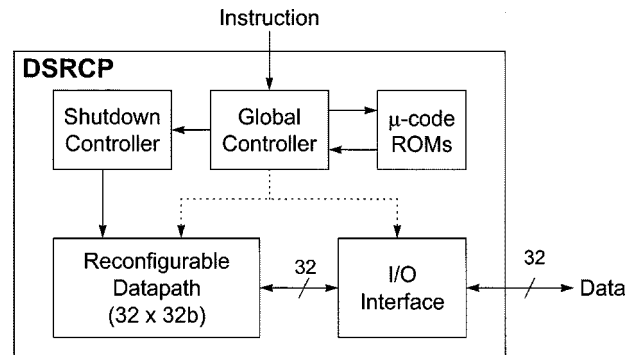 Instruction
DSRCP
Shutdown
Controller
Global
Controller
μ-code
ROMs
Reconfigurable
Datapath
(32 x 32b)
32
I/O
Interface
32
Data